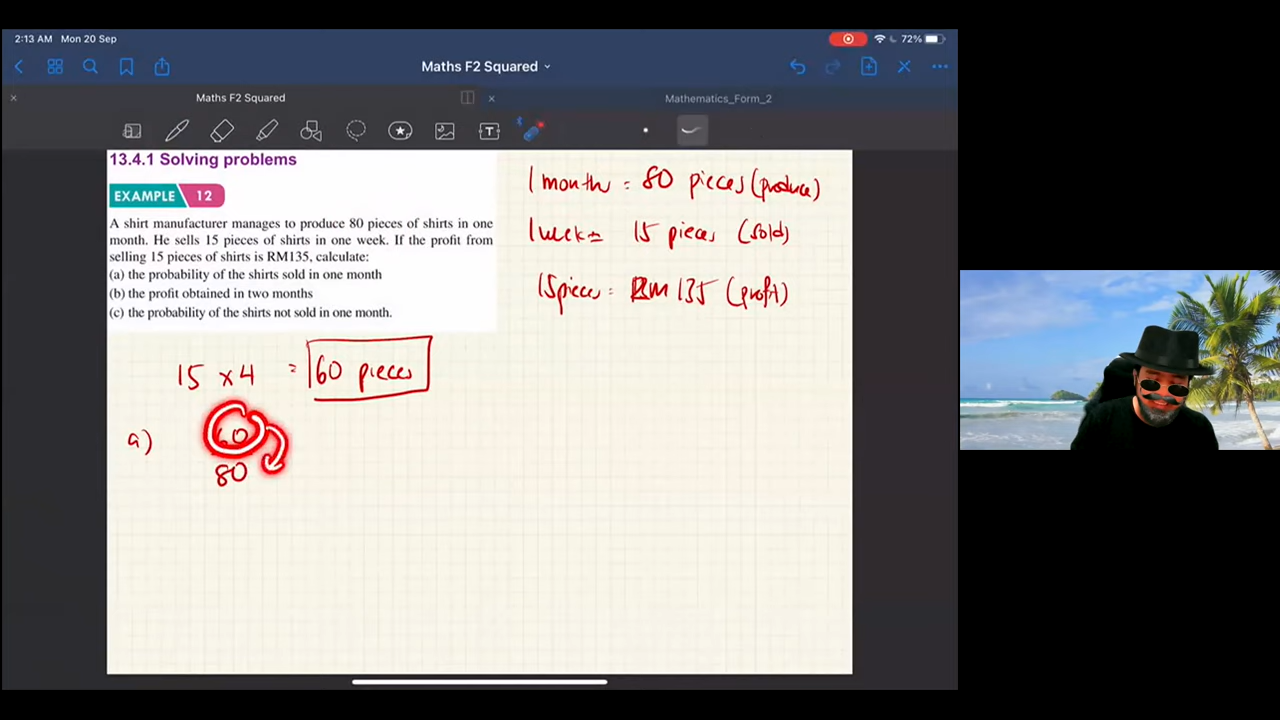 2:13 AM Mon 20 Sep
72%
Maths F2 Squared
Maths F2 Squared
Mathematics_Form_2
13.4.1 Solving problems
EXAMPLE 12
A shirt manufacturer manages to produce 80 pieces of shirts in one
month. He sells 15 pieces of shirts in one week. If the profit from
selling 15 pieces of shirts is RM135, calculate:
(a) the probability of the shirts sold in one month
(b) the profit obtained in two months
(c) the probability of the shirts not sold in one month.
1 month = 80 pieces (produce)
1 week = 15 pieces (sold)
15 pieces = RM 135 (profit)
15 x 4 = 60 pieces
a) 60
80